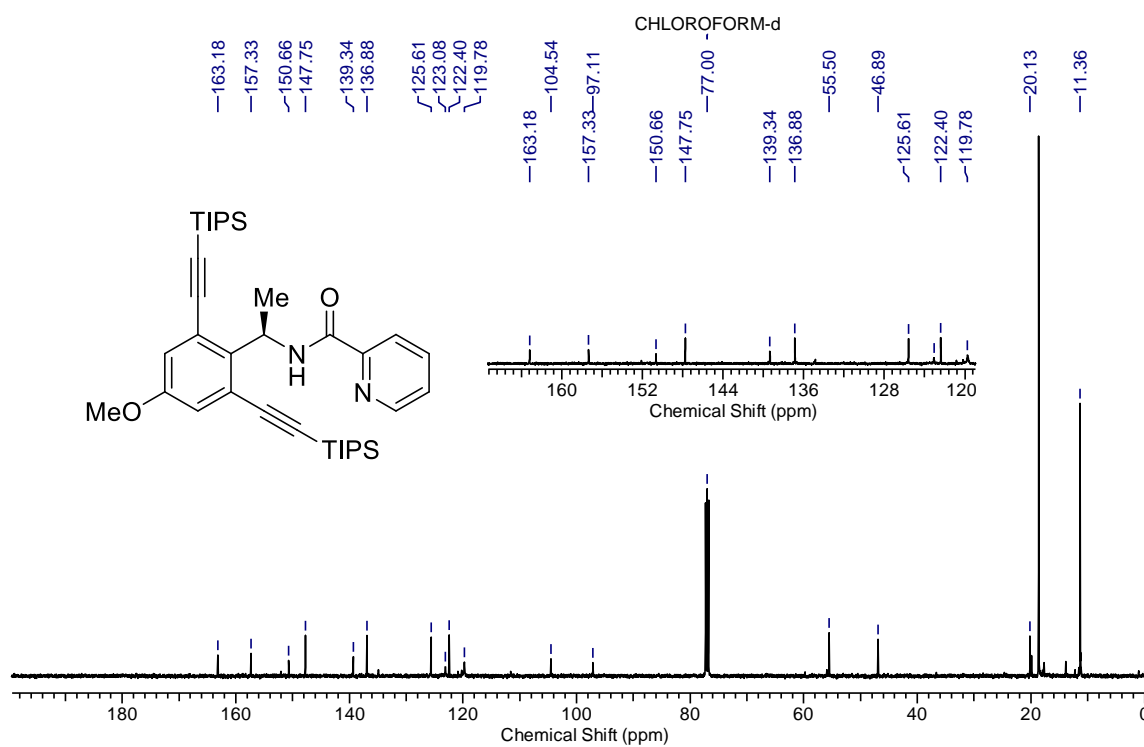 CHLOROFORM-d
163.18
157.33
150.66
147.75
139.34
136.88
125.61
123.08
122.40
119.78
104.54
97.11
77.00
55.50
46.89
20.13
11.36
163.18
157.33
150.66
147.75
139.34
136.88
125.61
122.40
119.78
TIPS
Me
O
N
H
N
MeO
TIPS
160 152 144 136 128 120
Chemical Shift (ppm)
180 160 140 120 100 80 60 40 20 0
Chemical Shift (ppm)